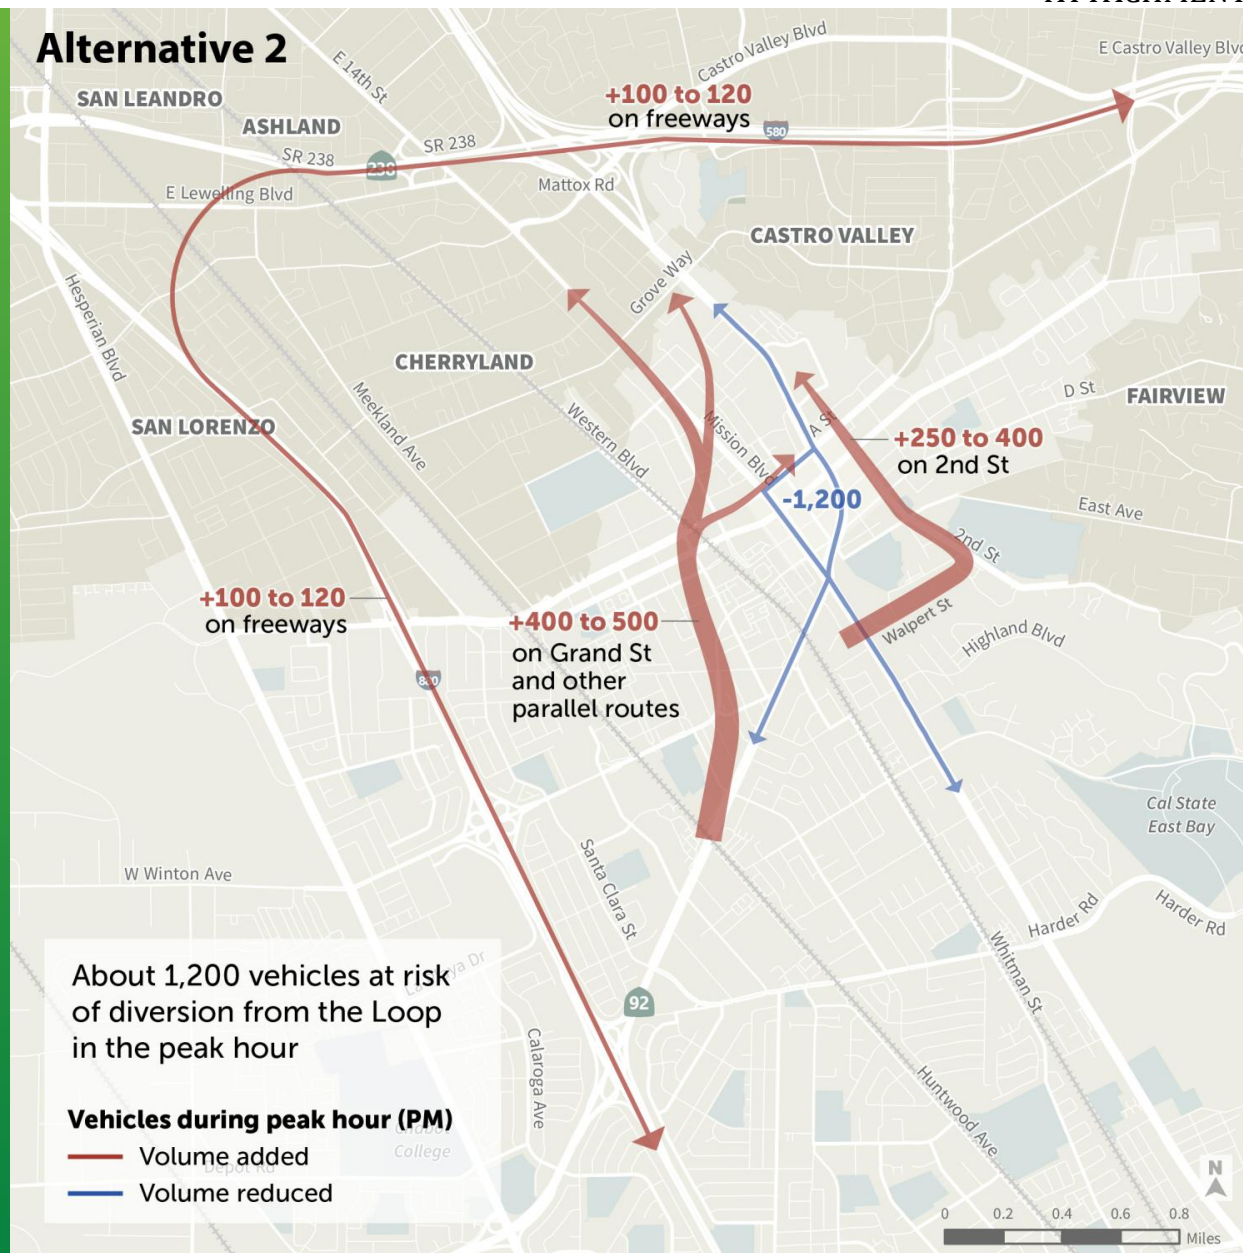 Alternative 2
E 14th St
Castro Valley Blvd
E Castro Valley Blvd
SAN LEANDRO
+100 to 120
on freeways
ASHLAND
580
SR 238
SR 238
238
E Lewelling Blvd
Mattox Rd
CASTRO VALLEY
Grove Way
Hesperian Blvd
CHERRYLAND
D St
FAIRVIEW
Meekland Ave
Western Blvd
Mission Blvd
A St
SAN LORENZO
+250 to 400
on 2nd St
-1,200
East Ave
2nd St
+100 to 120
on freeways
+400 to 500
on Grand St
and other
parallel routes
Walpert St
Highland Blvd
880
Cal State
East Bay
W Winton Ave
Santa Clara St
Harder Rd
Harder Rd
Whitman St
92
Calaroga Ave
Huntwood Ave
About 1,200 vehicles at risk
of diversion from the Loop
in the peak hour
Vehicles during peak hour (PM)
Volume added
Volume reduced
College
Depot Rd
N
0 0.2 0.4 0.6 0.8
Miles